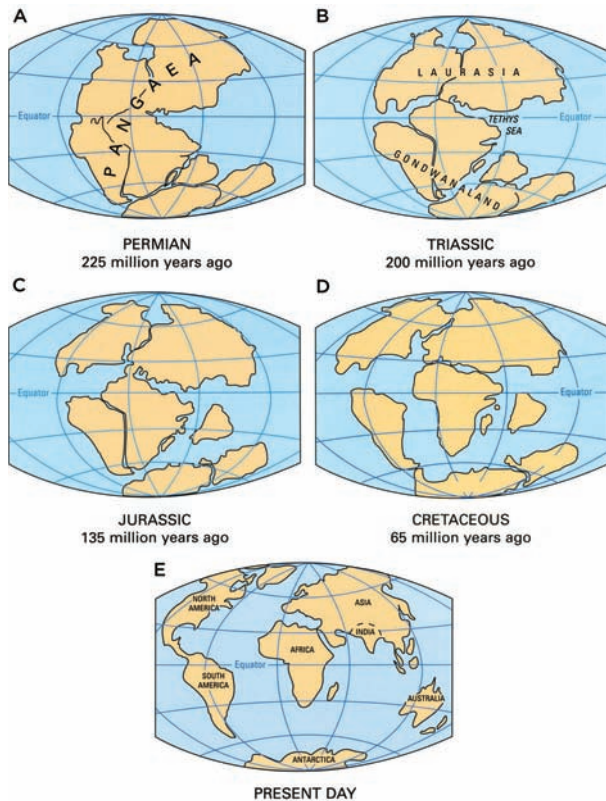 A
PANGAEA
Equator
PERMIAN
225 million years ago
B
LAURASIA
TETHYS
SEA
Equator
GONDWANALAND
TRIASSIC
200 million years ago
C
Equator
JURASSIC
135 million years ago
D
Equator
CRETACEOUS
65 million years ago
E
NORTH
AMERICA
ASIA
INDIA
AFRICA
Equator
SOUTH
AMERICA
AUSTRALIA
ANTARCTICA
PRESENT DAY